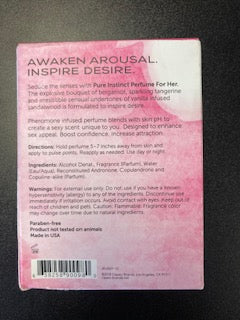 AWAKEN AROUSAL.
INSPIRE DESIRE.
Seduce the senses with Pure Instinct Perfume For Her.
The explosive bouquet of bergamot, sparkling tangerine
and irresistible sensual undertones of vanilla infused
sandalwood is formulated to inspire intimacy.
Pheromone infused perfume blends with skin pH to
create a sexy scent unique to you. Designed to enhance
sex appeal. Boost confidence, increase attraction.
Directions: Hold perfume 5-7 inches away from skin and
apply to pulse points. Reapply as needed. Use day or night.
Ingredients: Alcohol Denat., Fragrance (Parfum), Water
(Eau/Aqua), Reconstituted Andronone, Copulandrone and
Copuline-alike (Parfum).
Warnings: For external use only. Do not use if you have a known
hypersensitivity (allergy) to any of the ingredients. Discontinue use
immediately if irritation occurs. Avoid contact with eyes. Keep out of
reach of children and pets. Caution: Flammable. Fragrance color
may change over time due to natural ingredients.
Paraben-free
Product not tested on animals
Made in USA